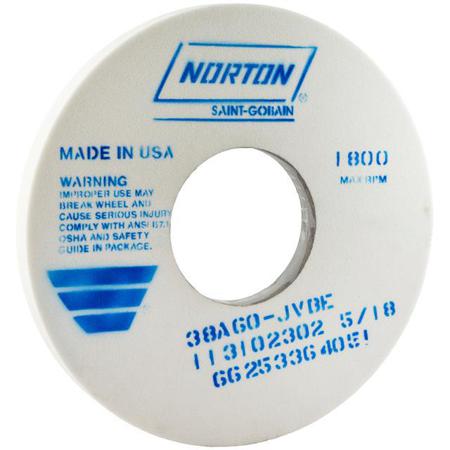 NORTON
®
SAINT-GOBAIN
MADE IN USA
1800
MAX RPM
WARNING
IMPROPER USE MAY
BREAK WHEEL AND
CAUSE SERIOUS INJURY
COMPLY WITH ANSI B7.1
OSHA AND SAFETY
GUIDE IN PACKAGE.
38A60-JVBE
113102302 5/18
66253364051